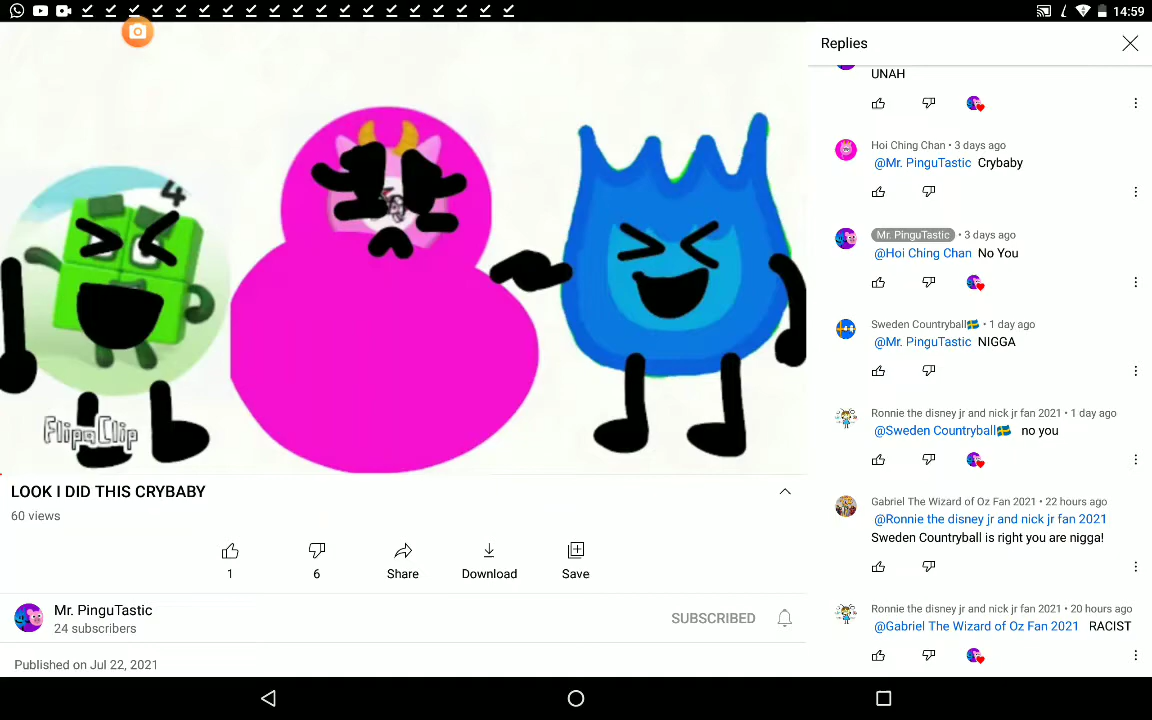 14:59
Replies
UNAH
Hoi Ching Chan • 3 days ago
@Mr. PinguTastic Crybaby
Mr. PinguTastic • 3 days ago
@Hoi Ching Chan No You
Sweden Countryball🇸🇪 • 1 day ago
@Mr. PinguTastic NIGGA
Ronnie the disney jr and nick jr fan 2021 • 1 day ago
@Sweden Countryball🇸🇪 no you
Gabriel The Wizard of Oz Fan 2021 • 22 hours ago
@Ronnie the disney jr and nick jr fan 2021
Sweden Countryball is right you are nigga!
Ronnie the disney jr and nick jr fan 2021 • 20 hours ago
@Gabriel The Wizard of Oz Fan 2021 RACIST
4
FlipaClip
LOOK I DID THIS CRYBABY
60 views
1
6
Share
Download
Save
Mr. PinguTastic
24 subscribers
SUBSCRIBED
Published on Jul 22, 2021